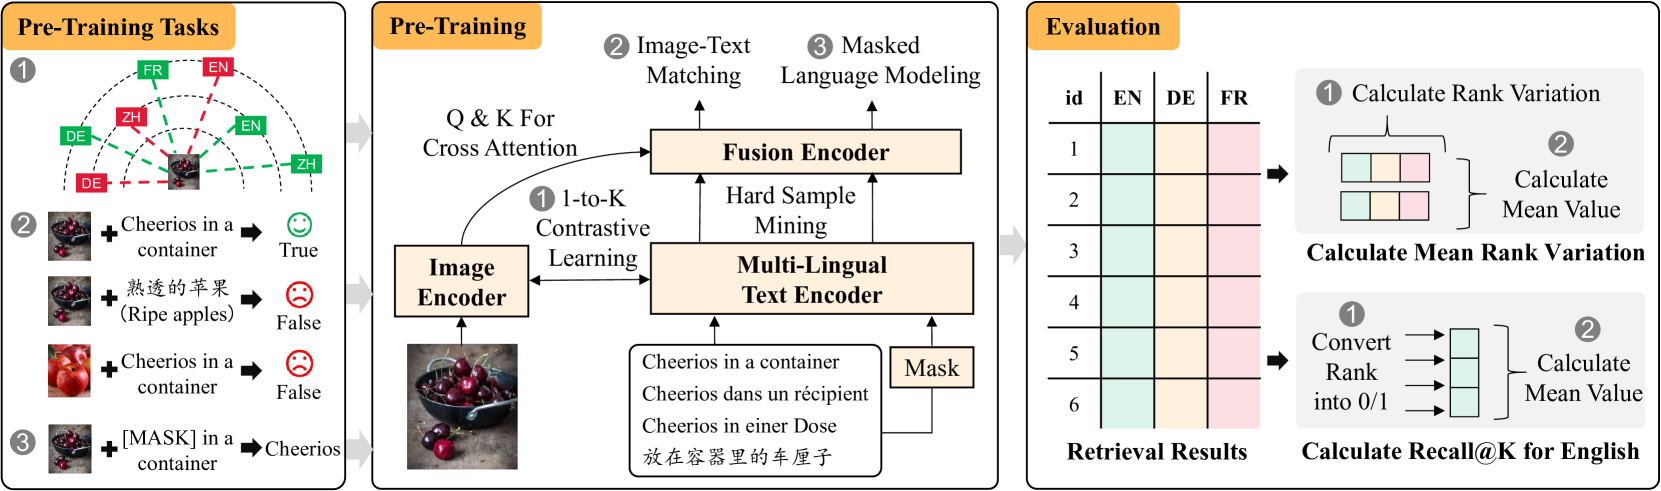 Pre-Training Tasks
1
FR
EN
ZH
EN
DE
ZH
DE
2
Cheerios in a
container
True
熟透的苹果
(Ripe apples)
False
Cheerios in a
container
False
3
[MASK] in a
container
Cheerios
Pre-Training
2 Image-Text
Matching
3 Masked
Language Modeling
Q & K For
Cross Attention
Fusion Encoder
1 1-to-K
Contrastive
Learning
Hard Sample
Mining
Image
Encoder
Multi-Lingual
Text Encoder
Cheerios in a container
Cheerios dans un récipient
Cheerios in einer Dose
放在容器里的车厘子
Mask
Evaluation
id EN DE FR
1
2
3
4
5
6
Retrieval Results
1 Calculate Rank Variation
2
Calculate
Mean Value
Calculate Mean Rank Variation
1
Convert
Rank
into 0/1
2
Calculate
Mean Value
Calculate Recall@K for English